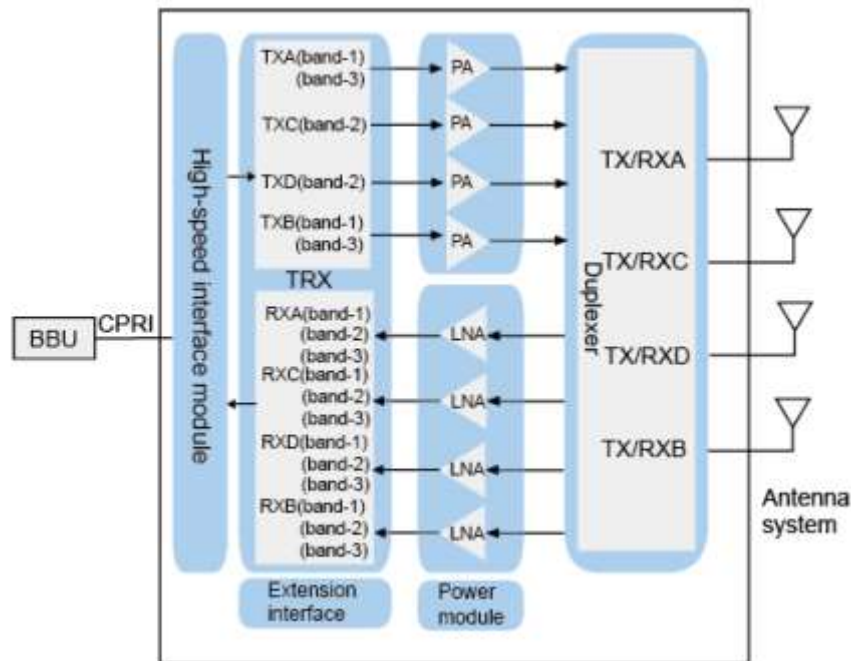 BBU
CPRI
High-speed interface module
TXA(band-1)
(band-3)
TXC(band-2)
TXD(band-2)
TXB(band-1)
(band-3)
TRX
RXA(band-1)
(band-2)
(band-3)
RXC(band-1)
(band-2)
(band-3)
RXD(band-1)
(band-2)
(band-3)
RXB(band-1)
(band-2)
(band-3)
Extension
interface
PA
PA
PA
PA
LNA
LNA
LNA
LNA
Power
module
Duplexer
TX/RXA
TX/RXC
TX/RXD
TX/RXB
Antenna
system